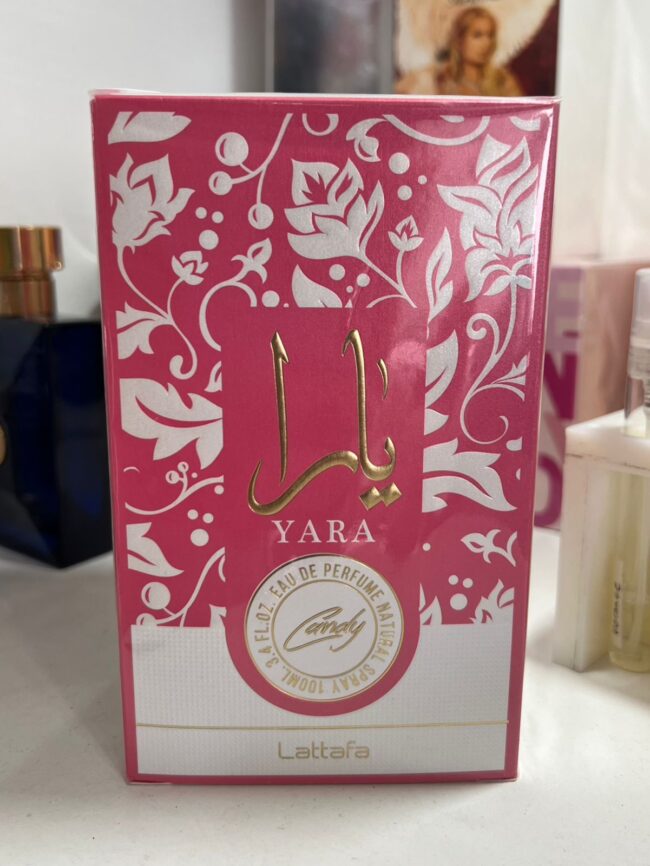 يارا
YARA
EAU DE PERFUME NATURAL SPRAY 100ML. 3.4 FL.OZ.
Candy
Lattafa